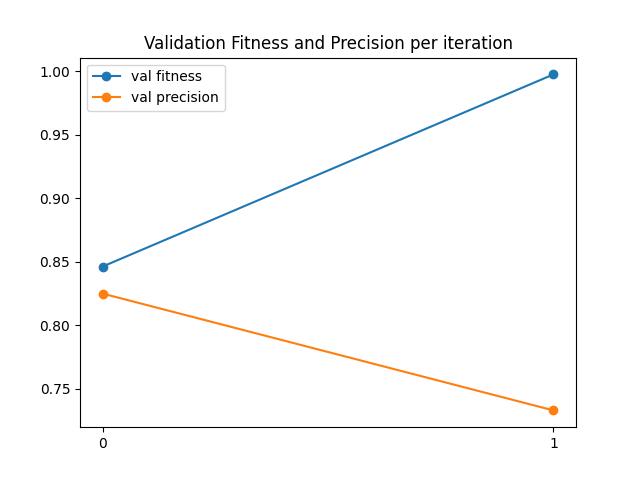 Validation Fitness and Precision per iteration
val fitness
val precision
1.00
0.95
0.90
0.85
0.80
0.75
0
1